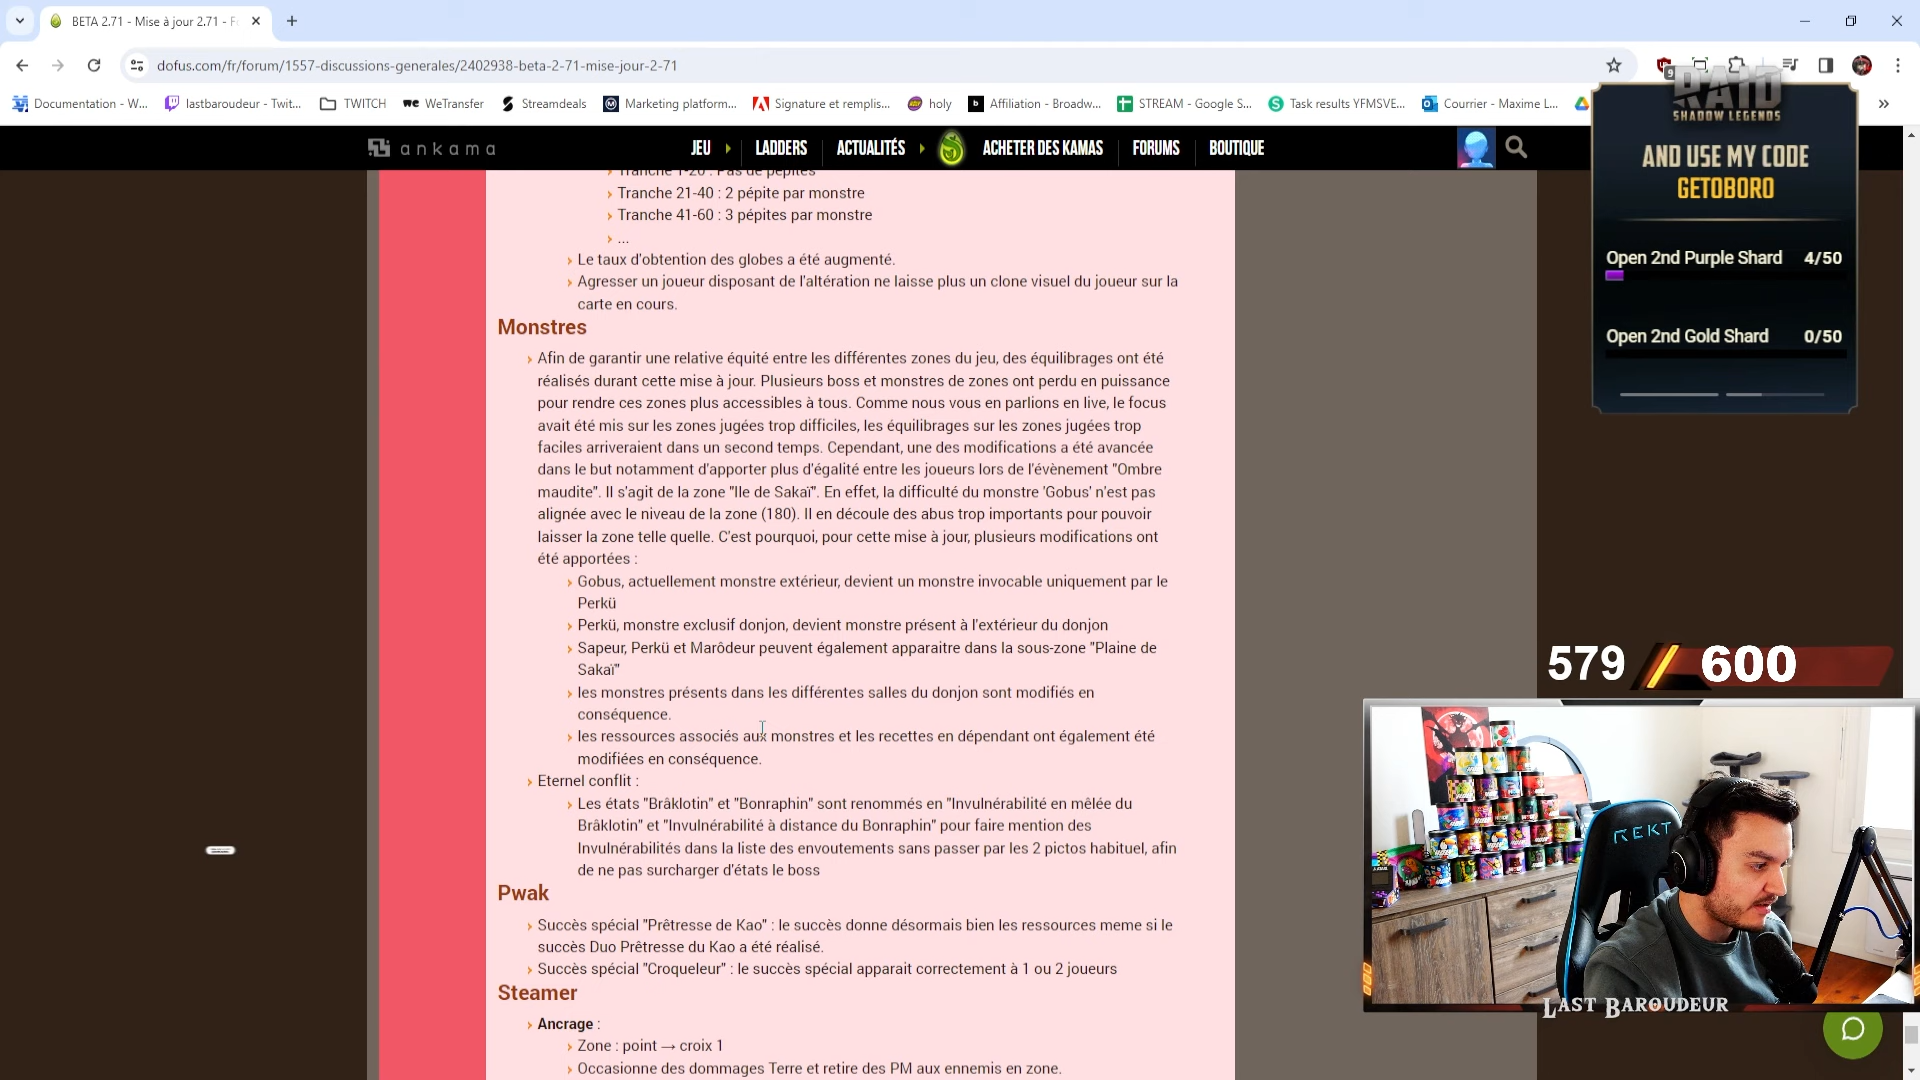 BETA 2.71 - Mise à jour 2.71 - Fo
dofus.com/fr/forum/1557-discussions-generales/2402938-beta-2-71-mise-jour-2-71
Documentation - W...
lastbaroudeur - Twit...
TWITCH
WeTransfer
Streamdeals
Marketing platform...
Signature et remplis...
holy
Affiliation - Broadw...
STREAM - Google S...
Task results YFMSVE...
Courrier - Maxime L...
ankama
JEU
LADDERS
ACTUALITÉS
ACHETER DES KAMAS
FORUMS
BOUTIQUE
Tranche 1-20 : Pas de pépites
Tranche 21-40 : 2 pépite par monstre
Tranche 41-60 : 3 pépites par monstre
...
Le taux d'obtention des globes a été augmenté.
Agresser un joueur disposant de l'altération ne laisse plus un clone visuel du joueur sur la
carte en cours.
Monstres
Afin de garantir une relative équité entre les différentes zones du jeu, des équilibrages ont été
réalisés durant cette mise à jour. Plusieurs boss et monstres de zones ont perdu en puissance
pour rendre ces zones plus accessibles à tous. Comme nous vous en parlions en live, le focus
avait été mis sur les zones jugées trop difficiles, les équilibrages sur les zones jugées trop
faciles arriveraient dans un second temps. Cependant, une des modifications a été avancée
dans le but notamment d'apporter plus d'égalité entre les joueurs lors de l'évènement "Ombre
maudite". Il s'agit de la zone "Ile de Sakaï". En effet, la difficulté du monstre 'Gobus' n'est pas
alignée avec le niveau de la zone (180). Il en découle des abus trop importants pour pouvoir
laisser la zone telle quelle. C'est pourquoi, pour cette mise à jour, plusieurs modifications ont
été apportées :
Gobus, actuellement monstre extérieur, devient un monstre invocable uniquement par le
Perkü
Perkü, monstre exclusif donjon, devient monstre présent à l'extérieur du donjon
Sapeur, Perkü et Marôdeur peuvent également apparaitre dans la sous-zone "Plaine de
Sakaï"
les monstres présents dans les différentes salles du donjon sont modifiés en
conséquence.
les ressources associés aux monstres et les recettes en dépendant ont également été
modifiées en conséquence.
Eternel conflit :
Les états "Brâklotin" et "Bonraphin" sont renommés en "Invulnérabilité en mêlée du
Brâklotin" et "Invulnérabilité à distance du Bonraphin" pour faire mention des
Invulnérabilités dans la liste des envoutements sans passer par les 2 pictos habituel, afin
de ne pas surcharger d'états le boss
Pwak
Succès spécial "Prêtresse de Kao" : le succès donne désormais bien les ressources meme si le
succès Duo Prêtresse du Kao a été réalisé.
Succès spécial "Croqueleur" : le succès spécial apparait correctement à 1 ou 2 joueurs
Steamer
Ancrage :
Zone : point → croix 1
Occasionne des dommages Terre et retire des PM aux ennemis en zone.
9
RAID
SHADOW LEGENDS
AND USE MY CODE
GETOBORO
Open 2nd Purple Shard 4/50
Open 2nd Gold Shard 0/50
579 / 600
REKT
LAST BAROUDEUR